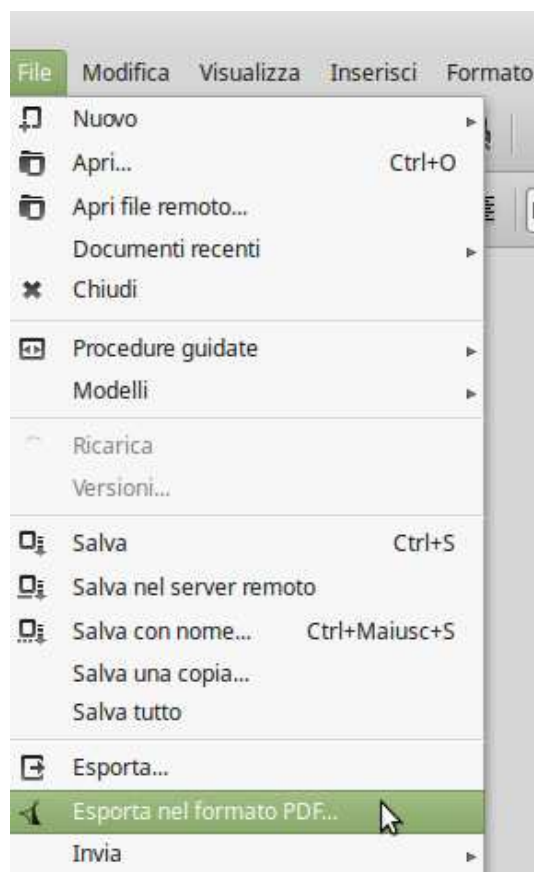 File Modifica Visualizza Inserisci Formato
Nuovo
Apri... Ctrl+O
Apri file remoto...
Documenti recenti
Chiudi
Procedure guidate
Modelli
Ricarica
Versioni...
Salva Ctrl+S
Salva nel server remoto
Salva con nome... Ctrl+Maiusc+S
Salva una copia...
Salva tutto
Esporta...
Esporta nel formato PDF...
Invia